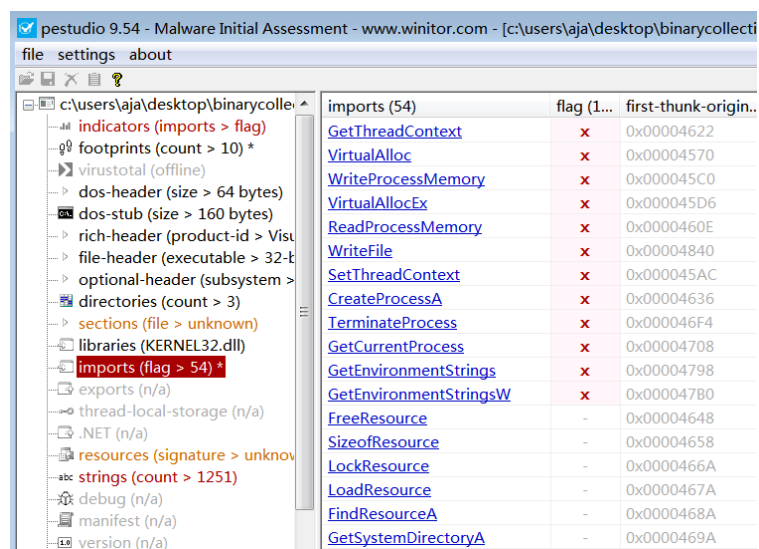 pestudio 9.54 - Malware Initial Assessment - www.winitor.com - [c:\users\aja\desktop\binarycollecti
file settings about
c:\users\aja\desktop\binarycolle
indicators (imports > flag)
footprints (count > 10) *
virustotal (offline)
dos-header (size > 64 bytes)
dos-stub (size > 160 bytes)
rich-header (product-id > Visu
file-header (executable > 32-b
optional-header (subsystem >
directories (count > 3)
sections (file > unknown)
libraries (KERNEL32.dll)
imports (flag > 54) *
exports (n/a)
thread-local-storage (n/a)
.NET (n/a)
resources (signature > unknov
abc strings (count > 1251)
debug (n/a)
manifest (n/a)
1.0 version (n/a)
imports (54) flag (1... first-thunk-origin...
GetThreadContext x 0x00004622
VirtualAlloc x 0x00004570
WriteProcessMemory x 0x000045C0
VirtualAllocEx x 0x000045D6
ReadProcessMemory x 0x0000460E
WriteFile x 0x00004840
SetThreadContext x 0x000045AC
CreateProcessA x 0x00004636
TerminateProcess x 0x000046F4
GetCurrentProcess x 0x00004708
GetEnvironmentStrings x 0x00004798
GetEnvironmentStringsW x 0x000047B0
FreeResource - 0x00004648
SizeofResource - 0x00004658
LockResource - 0x0000466A
LoadResource - 0x0000467A
FindResourceA - 0x0000468A
GetSystemDirectoryA - 0x0000469A